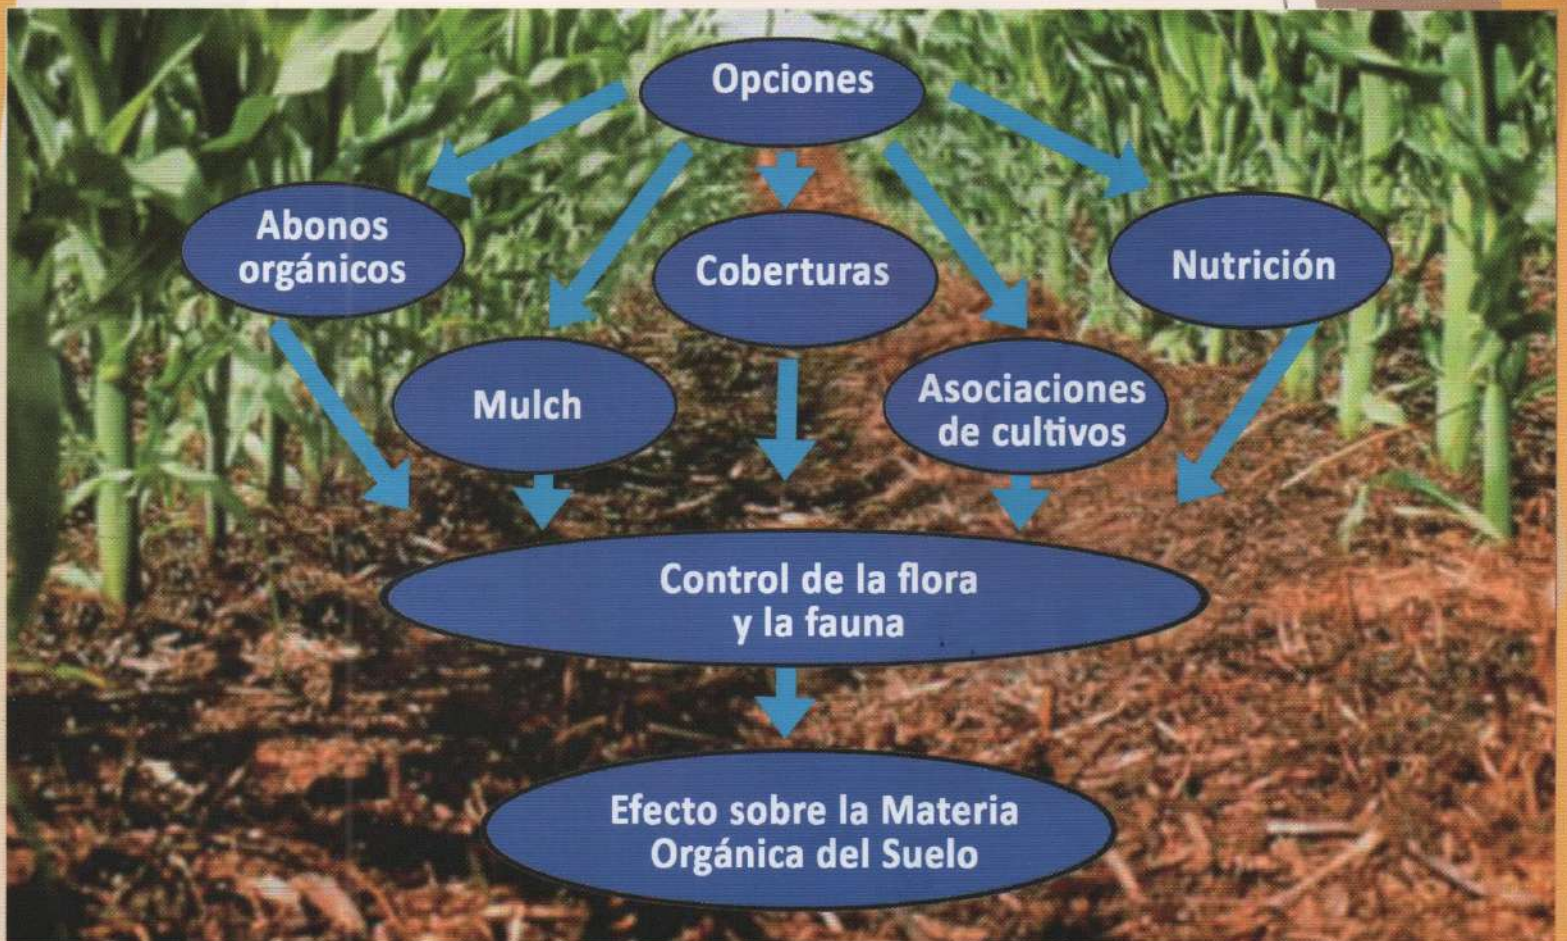 Opciones
Abonos
orgánicos
Coberturas
Nutrición
Mulch
Asociaciones
de cultivos
Control de la flora
y la fauna
Efecto sobre la Materia
Orgánica del Suelo